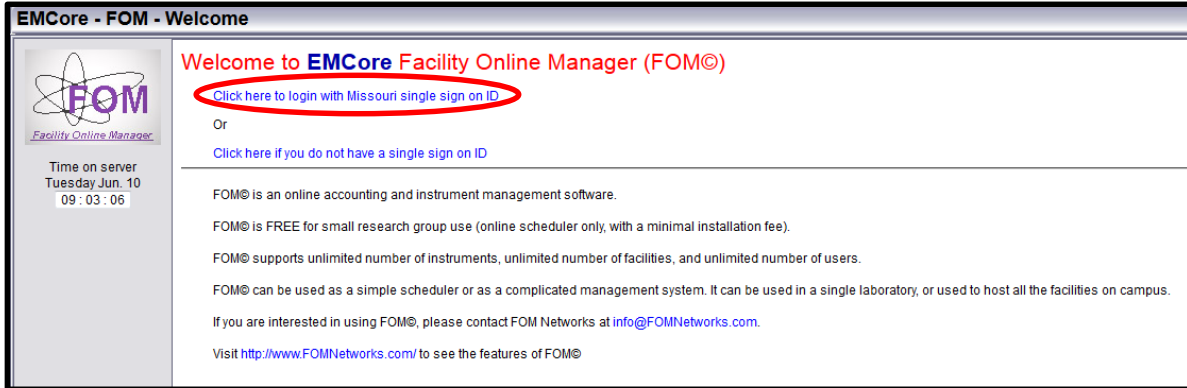 EMCore - FOM - Welcome
FOM
Facility Online Manager
Time on server
Tuesday Jun. 10
09 : 03 : 06
Welcome to EMCore Facility Online Manager (FOM©)
Click here to login with Missouri single sign on ID
Or
Click here if you do not have a single sign on ID
FOM© is an online accounting and instrument management software.
FOM© is FREE for small research group use (online scheduler only, with a minimal installation fee).
FOM© supports unlimited number of instruments, unlimited number of facilities, and unlimited number of users.
FOM© can be used as a simple scheduler or as a complicated management system. It can be used in a single laboratory, or used to host all the facilities on campus.
If you are interested in using FOM©, please contact FOM Networks at info@FOMNetworks.com.
Visit http://www.FOMNetworks.com/ to see the features of FOM©